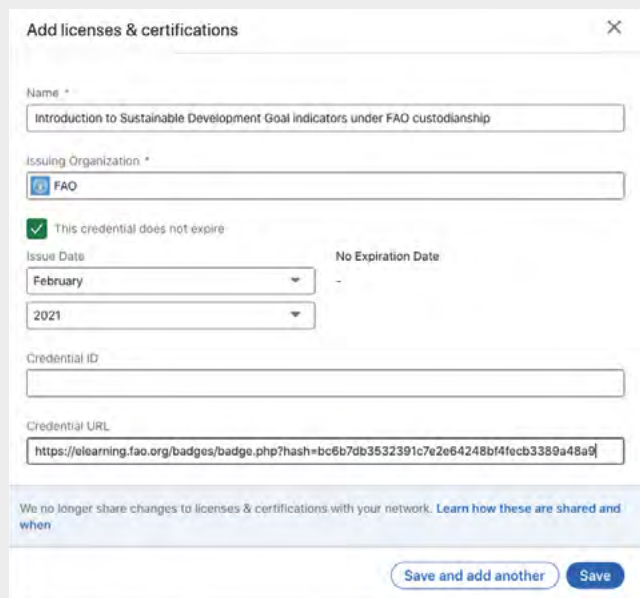 Add licenses & certifications
Name *
Introduction to Sustainable Development Goal indicators under FAO custodianship
Issuing Organization *
FAO
This credential does not expire
Issue Date
No Expiration Date
February
-
2021
Credential ID
Credential URL
https://elearning.fao.org/badges/badge.php?hash=bc6b7db3532391c7e2e64248bf4fecb3389a48a9
We no longer share changes to licenses & certifications with your network. Learn how these are shared and
when
Save and add another
Save